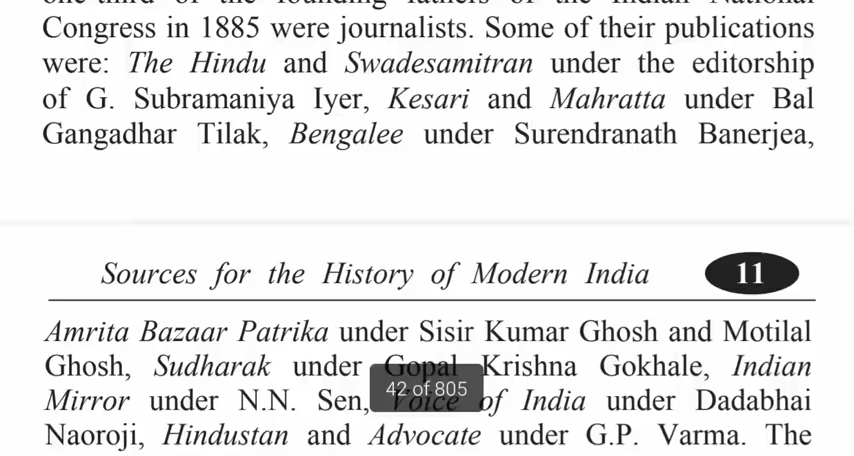 Congress in 1885 were journalists. Some of their publications
were: The Hindu and Swadesamitran under the editorship
of G. Subramaniya Iyer, Kesari and Mahratta under Bal
Gangadhar Tilak, Bengalee under Surendranath Banerjea,
Sources for the History of Modern India 11
Amrita Bazaar Patrika under Sisir Kumar Ghosh and Motilal
Ghosh, Sudharak under Gopal Krishna Gokhale, Indian
42 of 805
Mirror under N.N. Sen, Voice of India under Dadabhai
Naoroji, Hindustan and Advocate under G.P. Varma. The